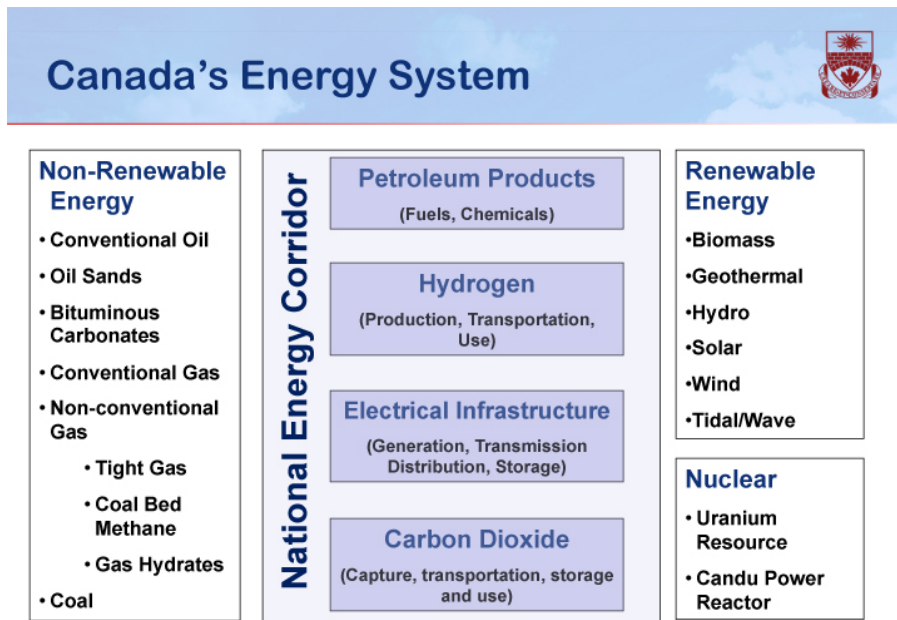 Canada's Energy System
Non-Renewable
Energy
• Conventional Oil
• Oil Sands
• Bituminous
Carbonates
• Conventional Gas
• Non-conventional
Gas
• Tight Gas
• Coal Bed
Methane
• Gas Hydrates
• Coal
National Energy Corridor
Petroleum Products
(Fuels, Chemicals)
Hydrogen
(Production, Transportation,
Use)
Electrical Infrastructure
(Generation, Transmission
Distribution, Storage)
Carbon Dioxide
(Capture, transportation, storage
and use)
Renewable
Energy
•Biomass
•Geothermal
•Hydro
•Solar
•Wind
•Tidal/Wave
Nuclear
• Uranium
Resource
• Candu Power
Reactor